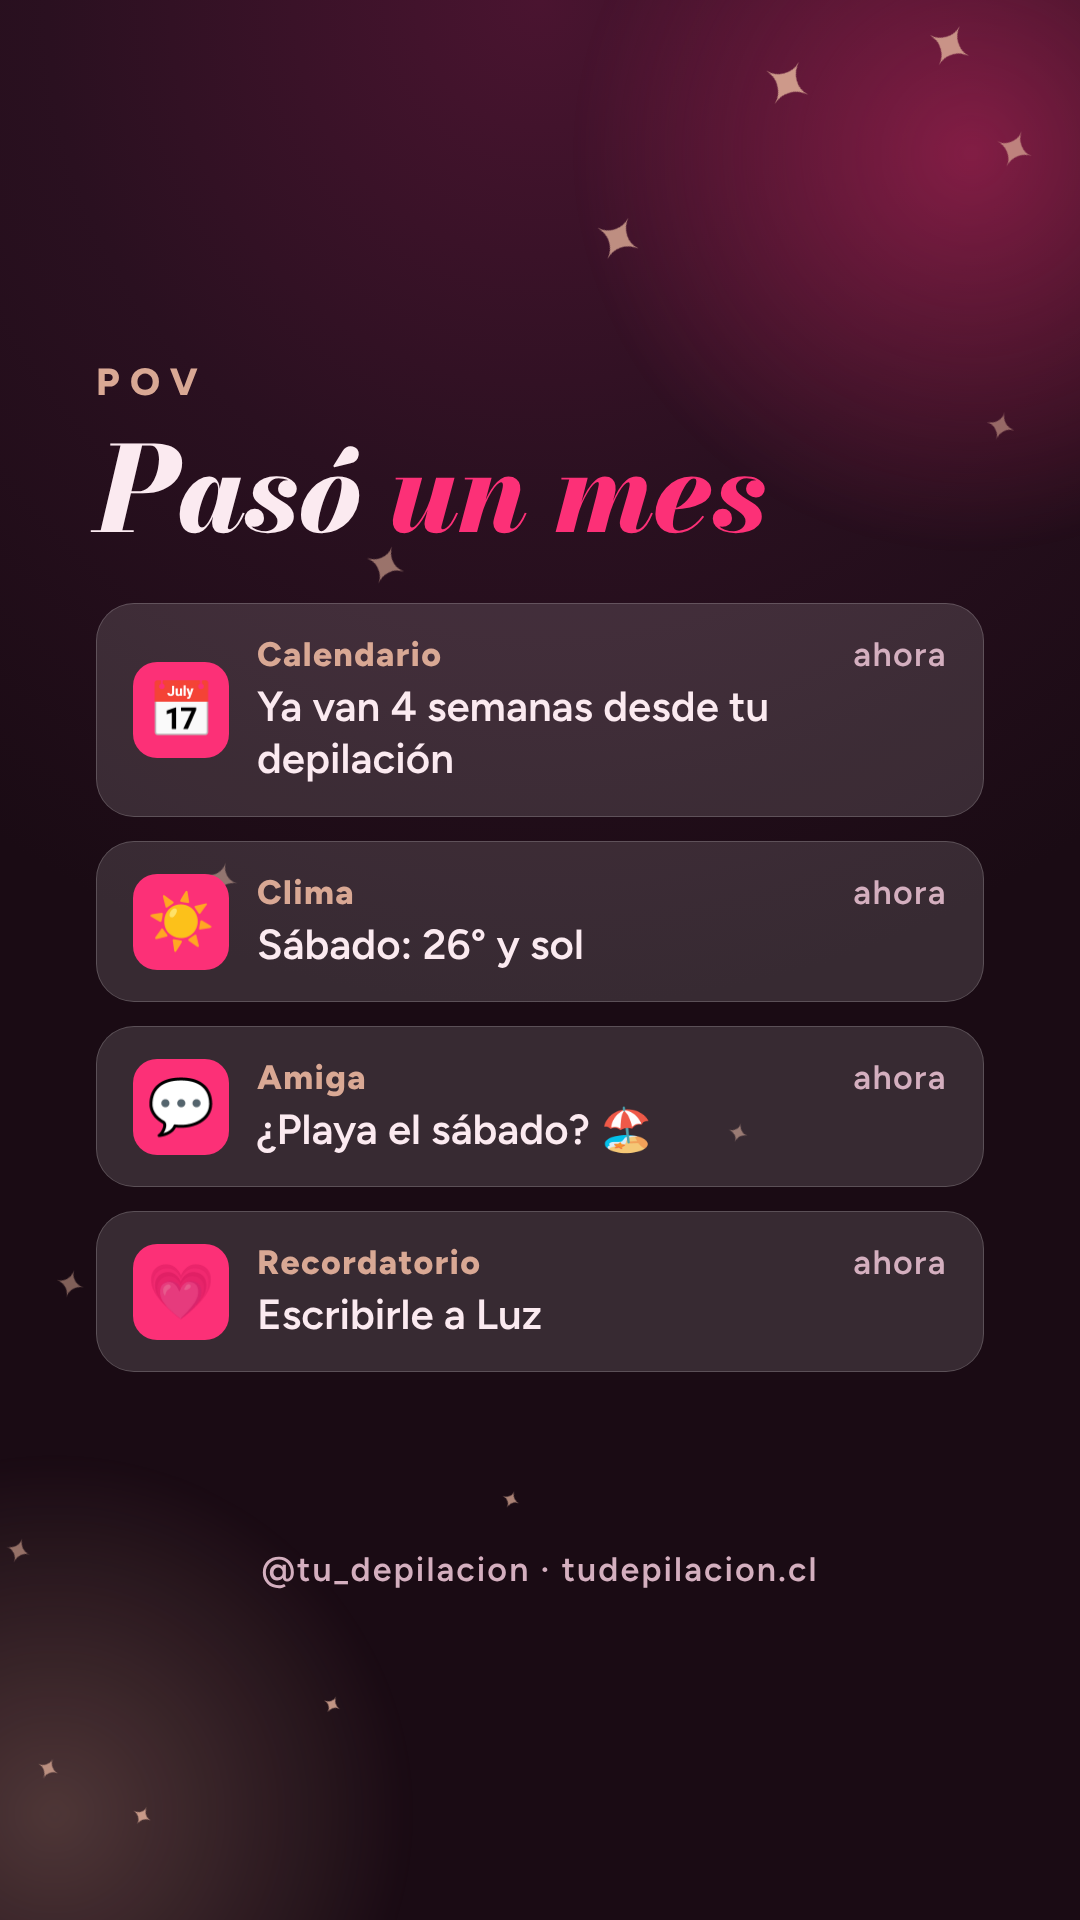 POV
Pasó un mes
Calendario ahora
July
17
Ya van 4 semanas desde tu
depilación
Clima ahora
Sábado: 26° y sol
Amiga ahora
¿Playa el sábado? 🏖️
Recordatorio ahora
Escribirle a Luz
@tu_depilacion · tudepilacion.cl